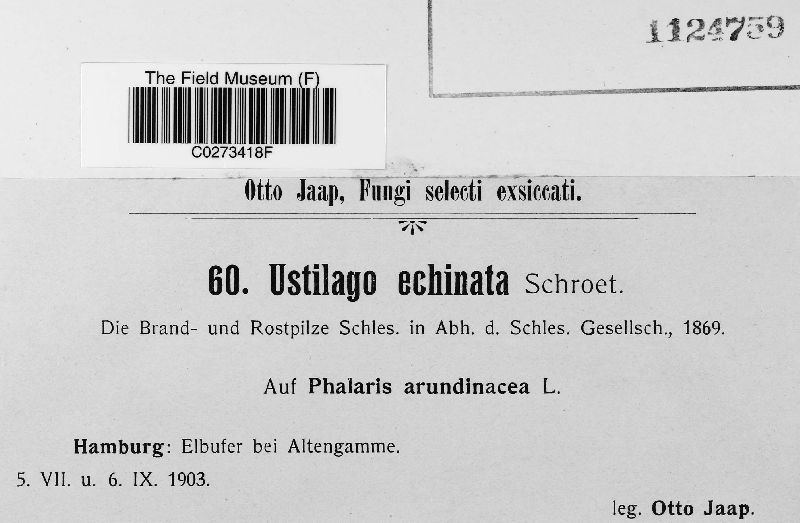 1124759
The Field Museum (F)
C0273418F
Otto Jaap, Fungi selecti exsiccati.
60. Ustilago echinata Schroet.
Die Brand- und Rostpilze Schles. in Abh. d. Schles. Gesellsch., 1869.
Auf Phalaris arundinacea L.
Hamburg: Elbufer bei Altengamme.
5. VII. u. 6. IX. 1903.
leg. Otto Jaap.